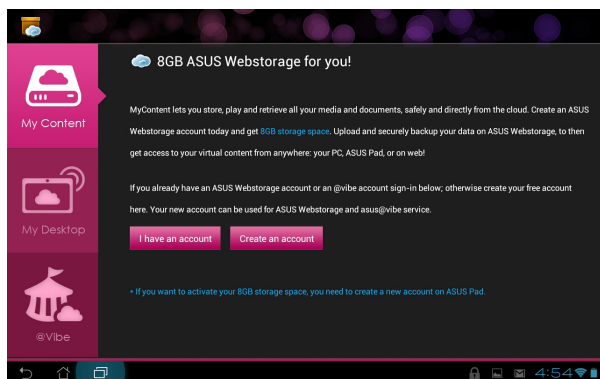 8GB ASUS Webstorage for you!
My Content
MyContent lets you store, play and retrieve all your media and documents, safely and directly from the cloud. Create an ASUS
Webstorage account today and get 8GB storage space. Upload and securely backup your data on ASUS Webstorage, to then
get access to your virtual content from anywhere: your PC, ASUS Pad, or on web!
My Desktop
If you already have an ASUS Webstorage account or an @vibe account sign-in below; otherwise create your free account
here. Your new account can be used for ASUS Webstorage and asus@vibe service.
I have an account
Create an account
@Vibe
* If you want to activate your 8GB storage space, you need to create a new account on ASUS Pad.
4:54